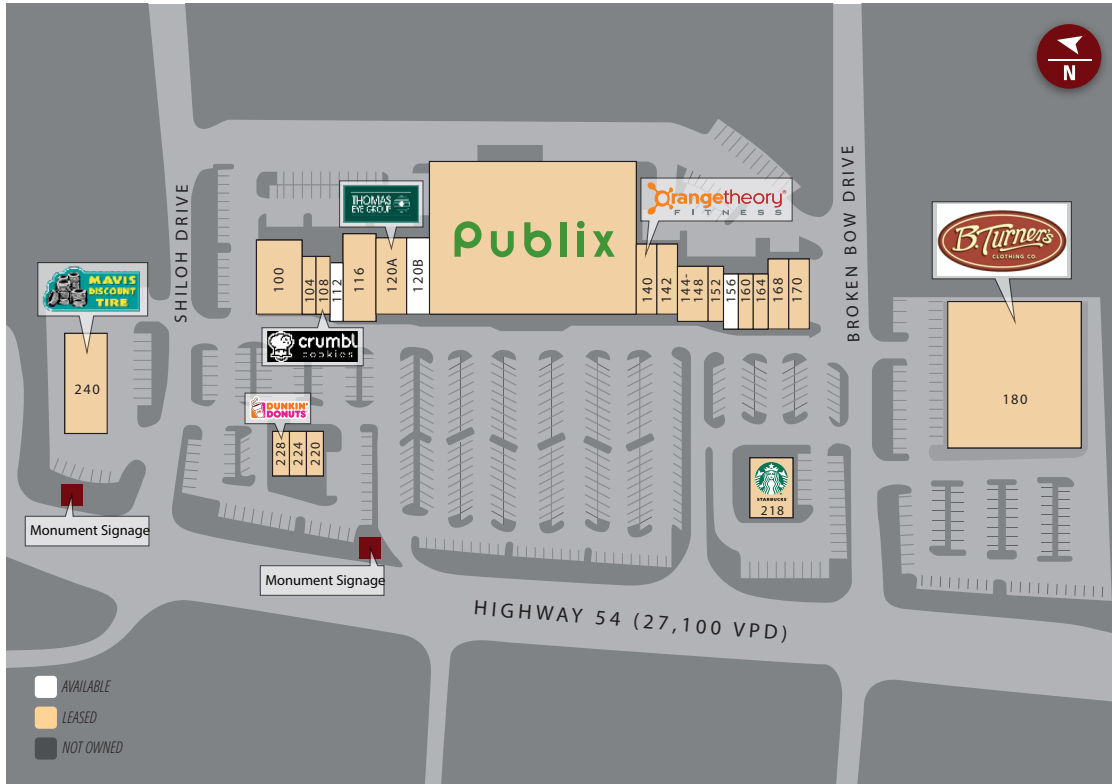 N
BROKEN BOW DRIVE
SHILOH DRIVE
THOMAS
EYE GROUP
Orangetheory®
FITNESS
Publix
B.Turner's
CLOTHING CO.
MAVIS
DISCOUNT
TIRE
100
104
108
112
116
120A
120B
140
142
144-
148
152
156
160
164
168
170
crumbl
cookies
240
180
DUNKIN'
DONUTS
228
224
220
STARBUCKS
218
Monument Signage
Monument Signage
HIGHWAY 54 (27,100 VPD)
AVAILABLE
LEASED
NOT OWNED